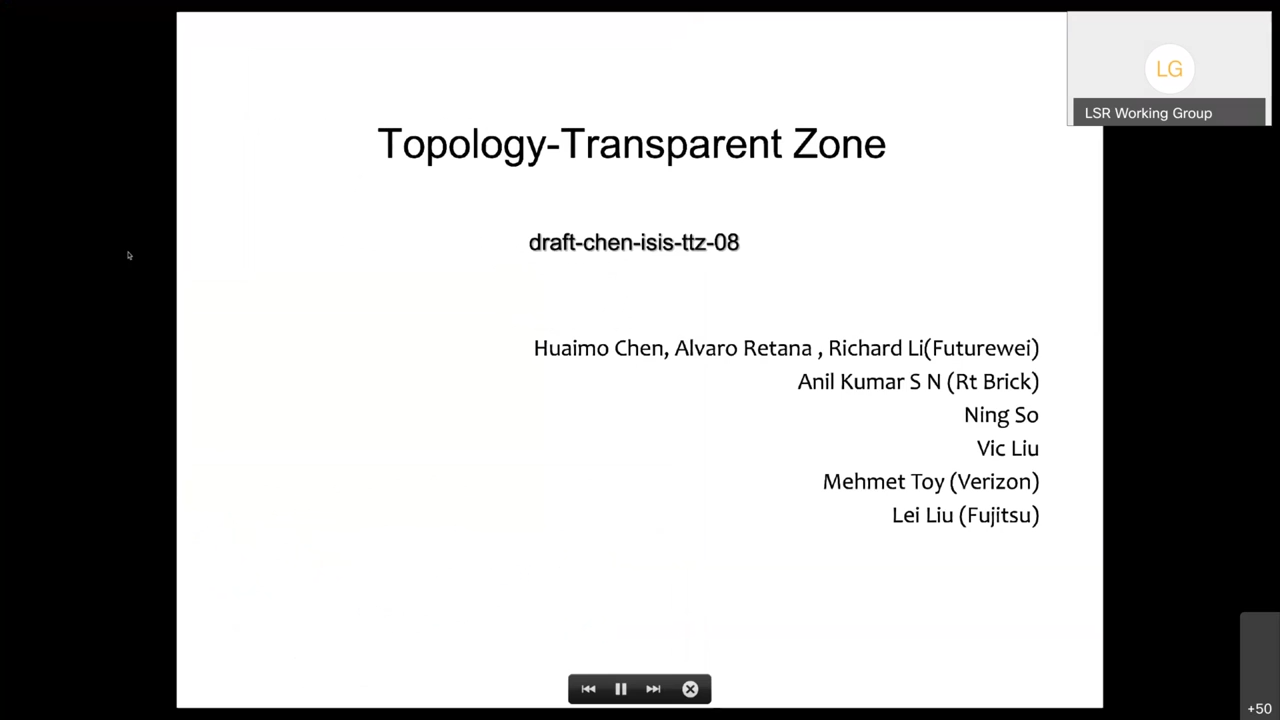 LG
LSR Working Group
Topology-Transparent Zone
draft-chen-isis-ttz-08
Huaimo Chen, Alvaro Retana , Richard Li(Futurewei)
Anil Kumar S N (Rt Brick)
Ning So
Vic Liu
Mehmet Toy (Verizon)
Lei Liu (Fujitsu)
+50